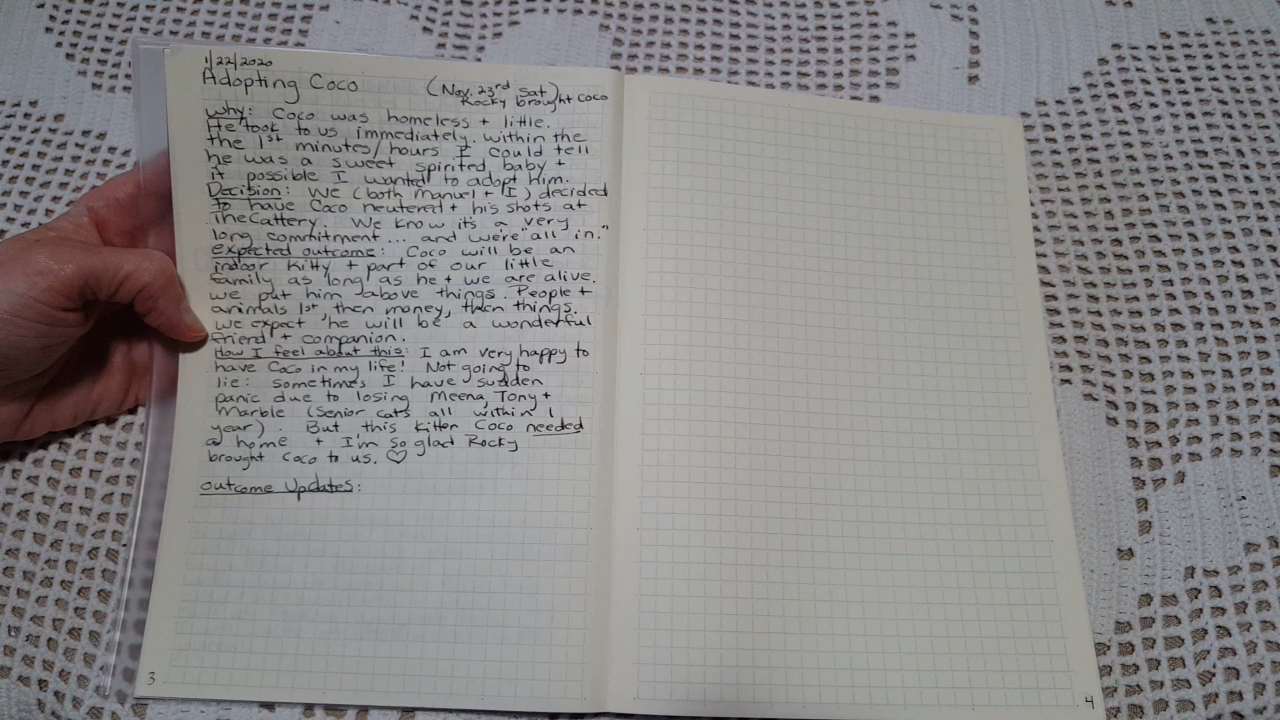 1/22/2020
Adopting Coco (Nov. 23rd Sat)
Rocky brought coco
Why: Coco was homeless + little.
He took to us immediately. within the
the 1st minutes/hours I could tell
he was a sweet spirited baby +
if possible I wanted to adopt him.
Decision: We (both Manuel + I) decided
to have Coco neutered + his shots at
The Cattery. We know it's a very
long commitment... and we're "all in."
expected outcome: Coco will be an
indoor Kitty + part of our little
family as long as he + we are alive.
we put him above things. People +
animals 1st, then money, then things.
we expect he will be a wonderful
friend + companion.
How I feel about this: I am very happy to
have Coco in my life! Not going to
lie: sometimes I have sudden
panic due to losing Meena, Tony +
Marble (Senior cats all within 1
year). But this kitten Coco needed
a home + I'm so glad Rocky
brought Coco to us. ♡
Outcome Updates:
3
4